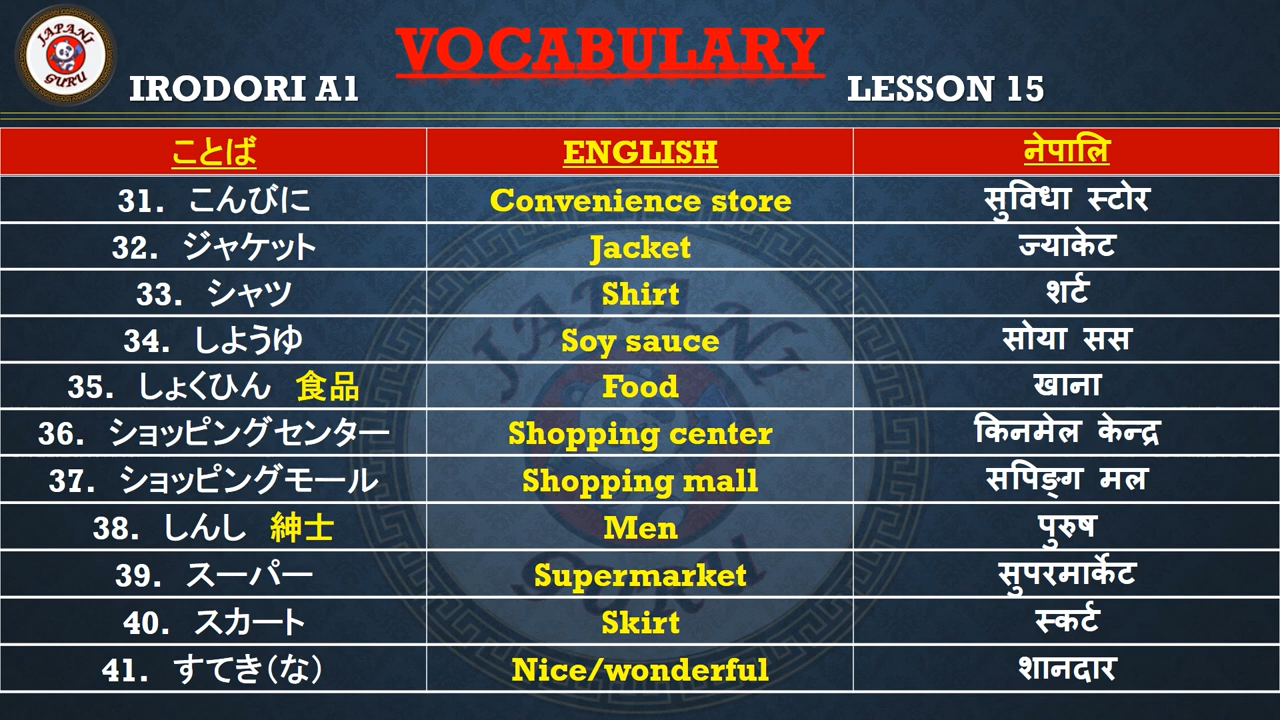 JAPANI GURU
VOCABULARY
IRODORI A1
LESSON 15
ことば ENGLISH नेपालि
31. こんびに Convenience store सुविधा स्टोर
32. ジャケット Jacket ज्याकेट
33. シャツ Shirt शर्ट
34. しようゆ Soy sauce सोया सस
35. しょくひん 食品 Food खाना
36. ショッピングセンター Shopping center किनमेल केन्द्र
37. ショッピングモール Shopping mall सपिङ्ग मल
38. しんし 紳士 Men पुरुष
39. スーパー Supermarket सुपरमार्केट
40. スカート Skirt स्कर्ट
41. すてき(な) Nice/wonderful शानदार
JAPANI
GURU